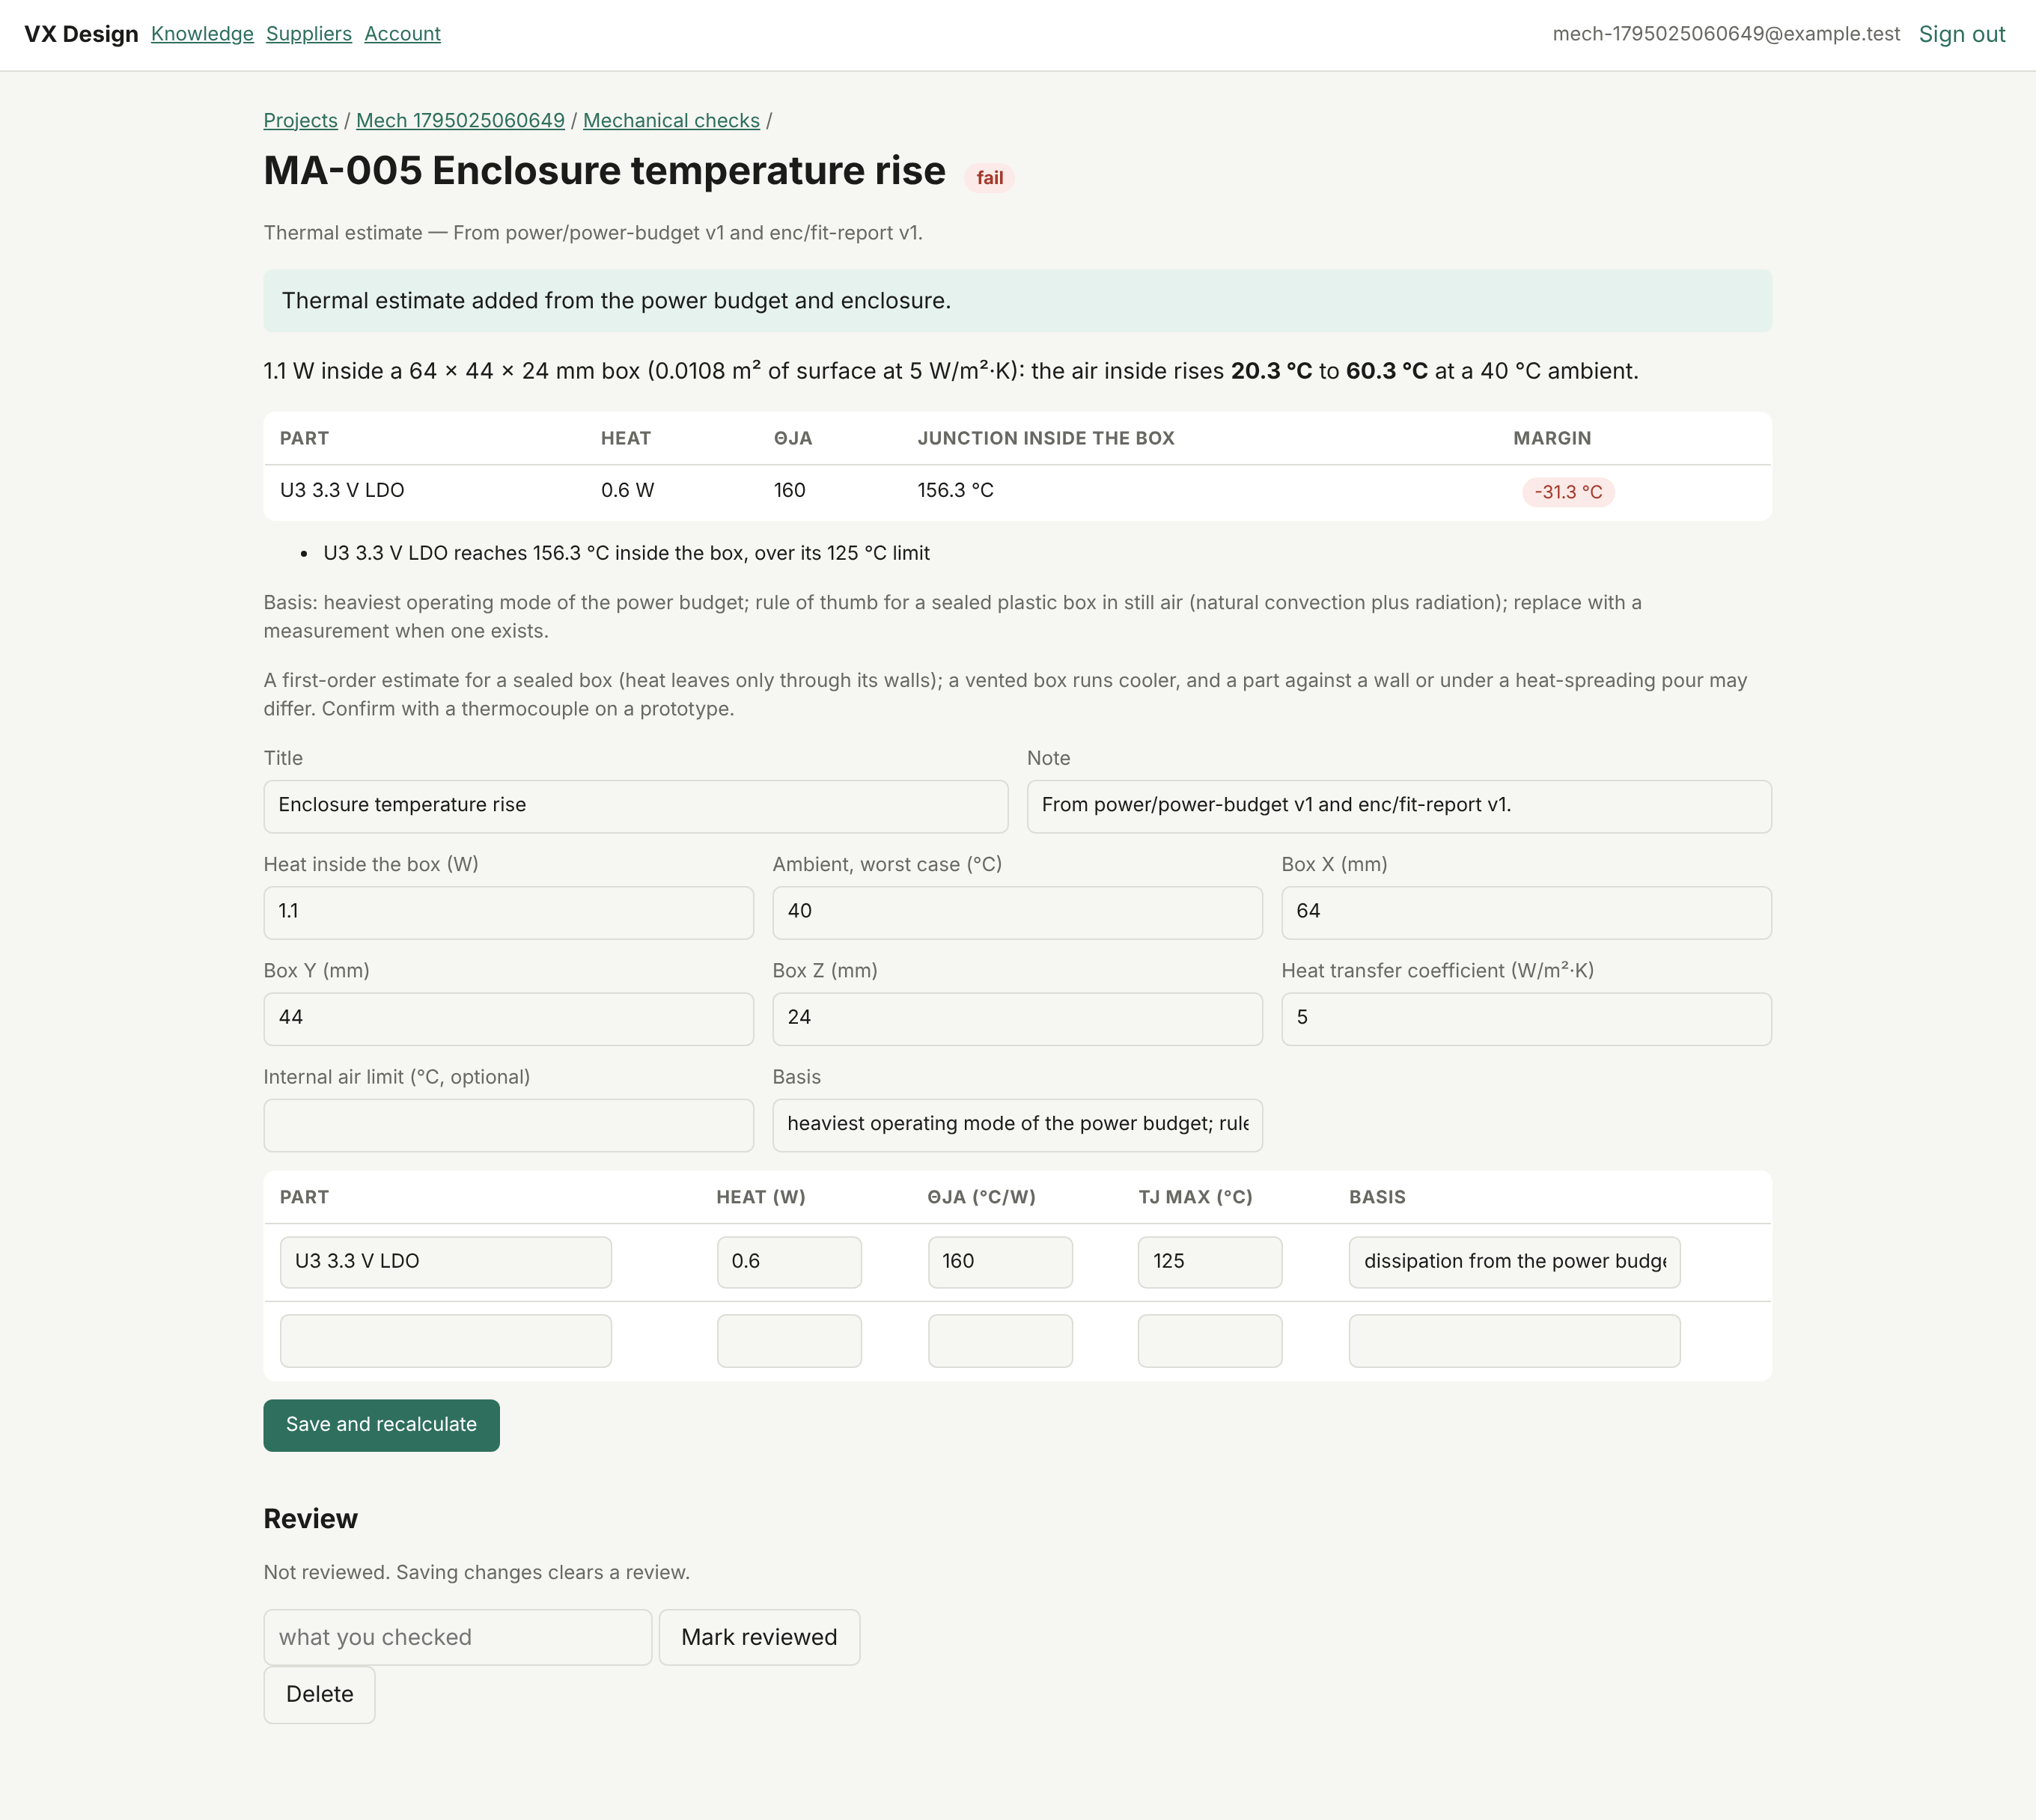 VX Design Knowledge Suppliers Account mech-1795025060649@example.test Sign out
Projects / Mech 1795025060649 / Mechanical checks /
MA-005 Enclosure temperature rise fail
Thermal estimate — From power/power-budget v1 and enc/fit-report v1.
Thermal estimate added from the power budget and enclosure.
1.1 W inside a 64 × 44 × 24 mm box (0.0108 m² of surface at 5 W/m²·K): the air inside rises 20.3 °C to 60.3 °C at a 40 °C ambient.
PART HEAT ΘJA JUNCTION INSIDE THE BOX MARGIN
U3 3.3 V LDO 0.6 W 160 156.3 °C -31.3 °C
• U3 3.3 V LDO reaches 156.3 °C inside the box, over its 125 °C limit
Basis: heaviest operating mode of the power budget; rule of thumb for a sealed plastic box in still air (natural convection plus radiation); replace with a
measurement when one exists.
A first-order estimate for a sealed box (heat leaves only through its walls); a vented box runs cooler, and a part against a wall or under a heat-spreading pour may
differ. Confirm with a thermocouple on a prototype.
Title Note
Enclosure temperature rise From power/power-budget v1 and enc/fit-report v1.
Heat inside the box (W) Ambient, worst case (°C) Box X (mm)
1.1 40 64
Box Y (mm) Box Z (mm) Heat transfer coefficient (W/m²·K)
44 24 5
Internal air limit (°C, optional) Basis
heaviest operating mode of the power budget; rule
PART HEAT (W) ΘJA (°C/W) TJ MAX (°C) BASIS
U3 3.3 V LDO 0.6 160 125 dissipation from the power budge
Save and recalculate
Review
Not reviewed. Saving changes clears a review.
what you checked Mark reviewed
Delete